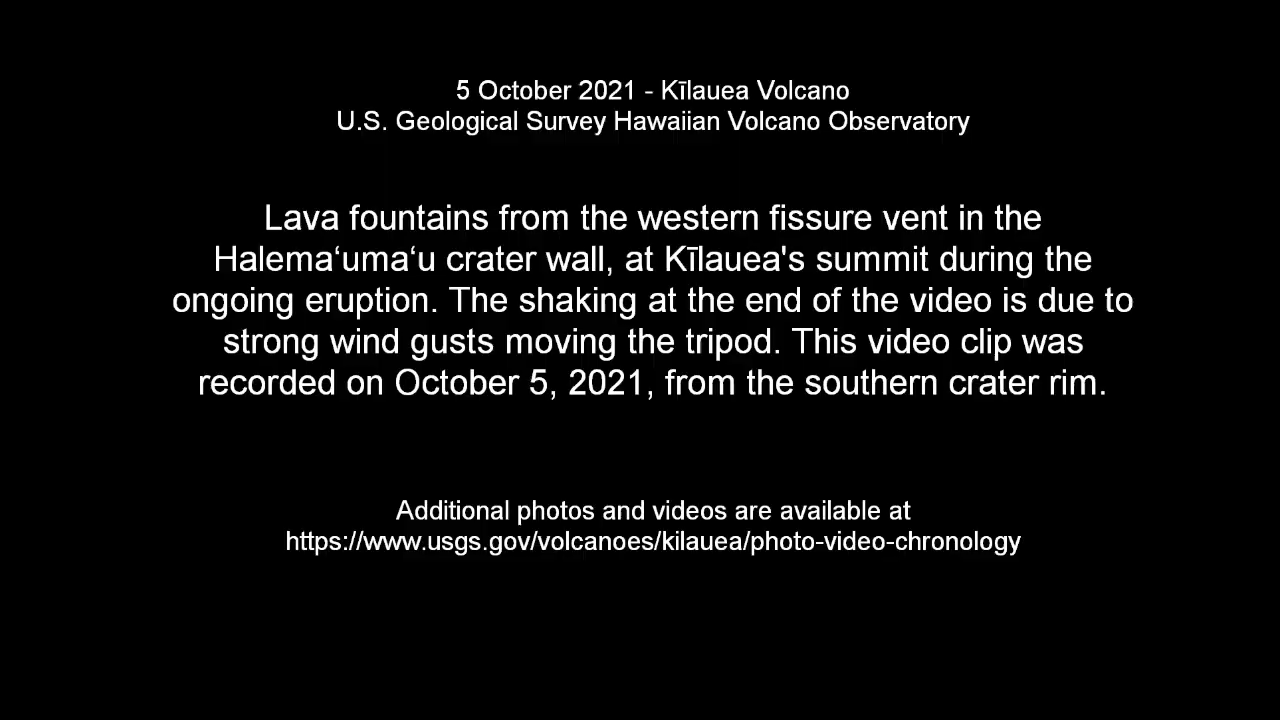 5 October 2021 - Kīlauea Volcano
U.S. Geological Survey Hawaiian Volcano Observatory
Lava fountains from the western fissure vent in the
Halemaʻumaʻu crater wall, at Kīlauea's summit during the
ongoing eruption. The shaking at the end of the video is due to
strong wind gusts moving the tripod. This video clip was
recorded on October 5, 2021, from the southern crater rim.
Additional photos and videos are available at
https://www.usgs.gov/volcanoes/kilauea/photo-video-chronology